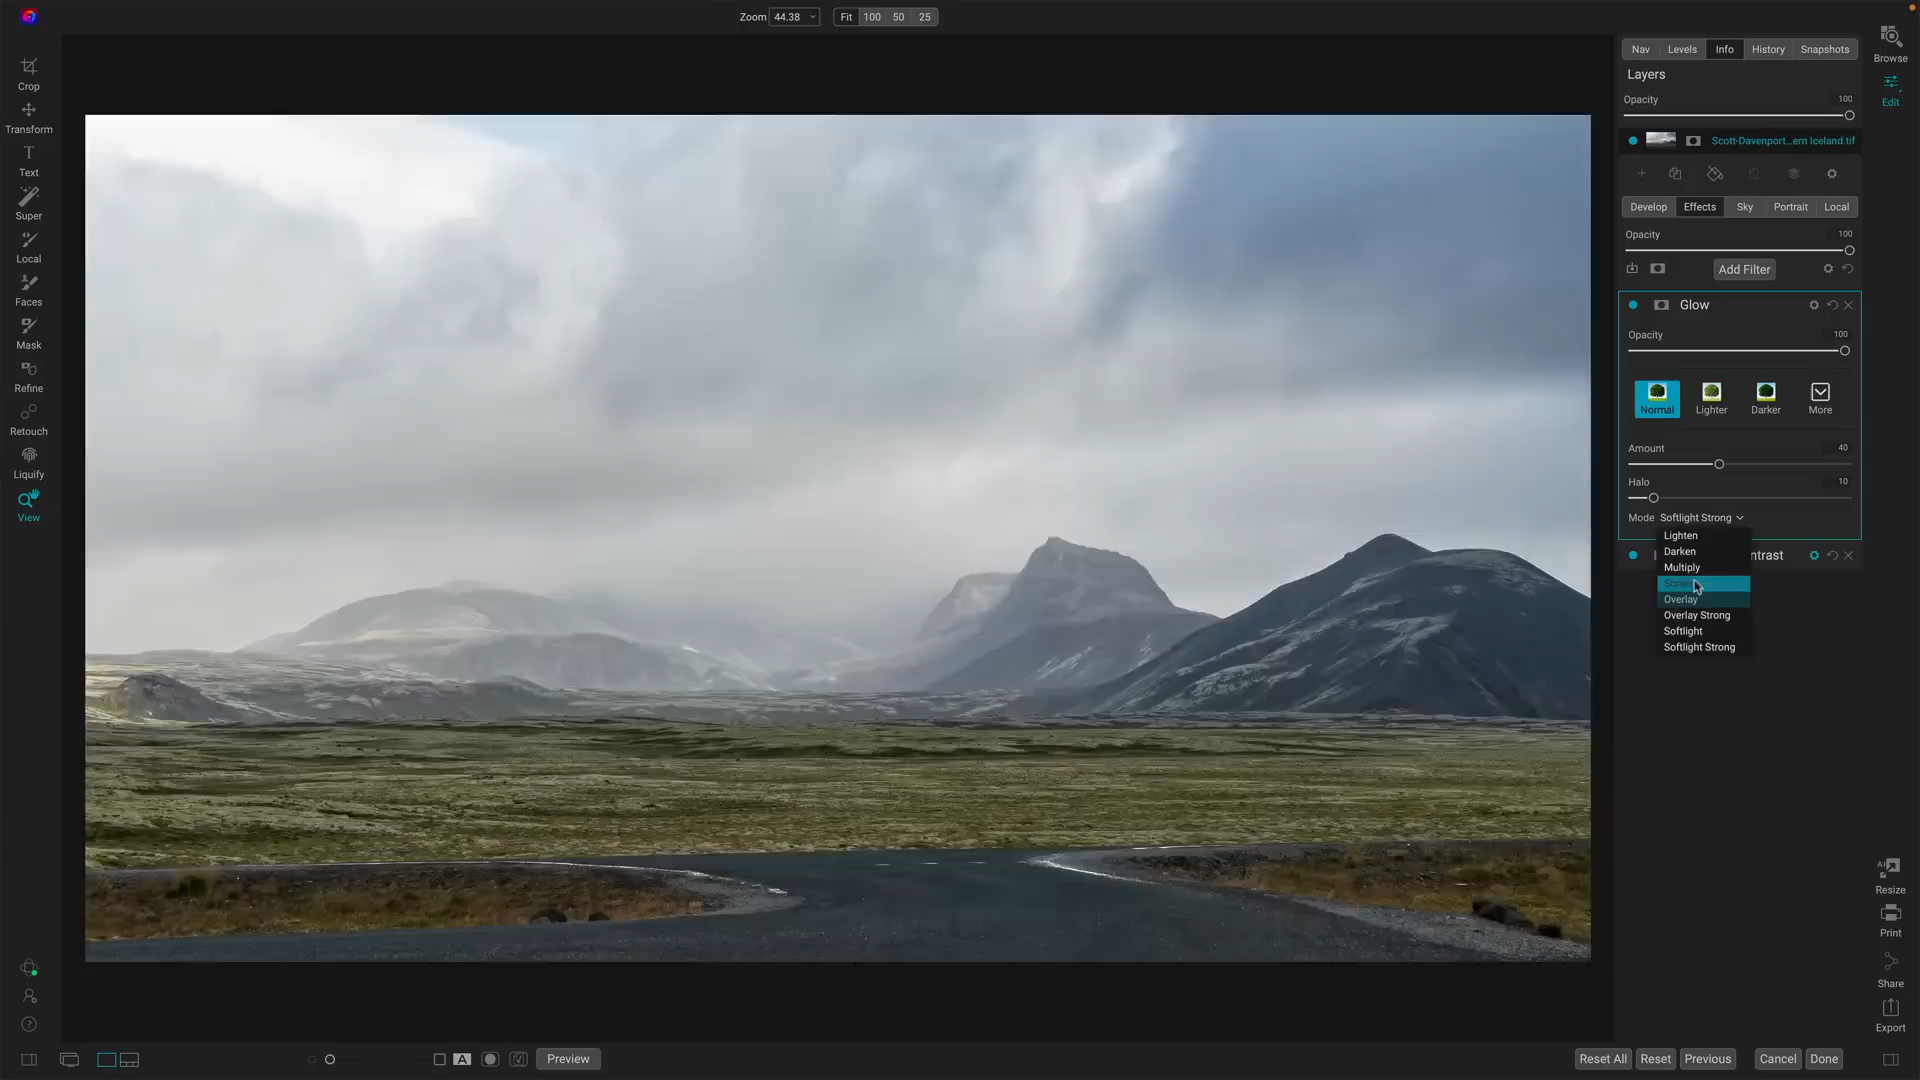 Zoom 44.38 Fit 100 50 25
Nav Levels Info History Snapshots
Layers
Opacity 100
Scott-Davenport...ern Iceland.tif
Develop Effects Sky Portrait Local
Opacity 100
Add Filter
Glow
Opacity 100
Normal Lighter Darker More
Amount 40
Halo 10
Mode Softlight Strong
Lighten
Darken
Multiply
Overlay
Overlay Strong
Softlight
Softlight Strong
ntrast
Crop
Transform
Text
Super
Local
Faces
Mask
Refine
Retouch
Liquify
View
Browse
Edit
AI
Resize
Print
Share
Export
A
Preview
Reset All Reset Previous Cancel Done